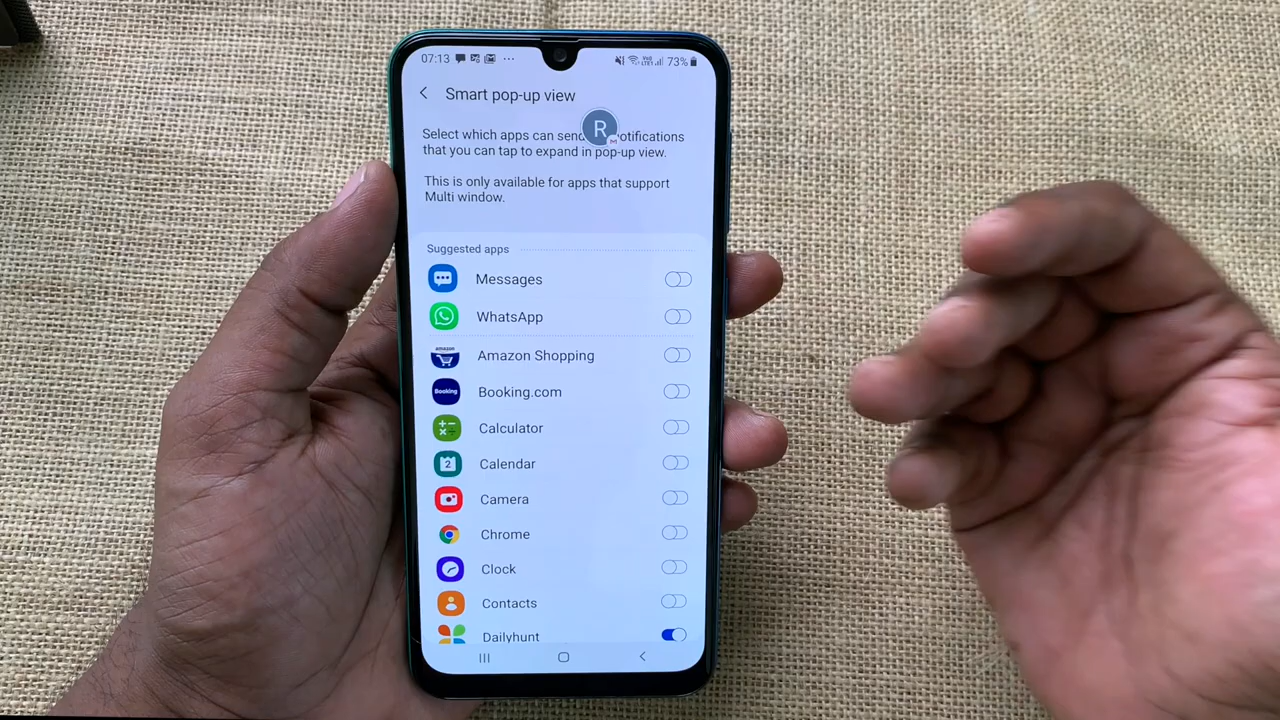 07:13 ... 73%
Smart pop-up view
R
Select which apps can send otifications
that you can tap to expand in pop-up view.
This is only available for apps that support
Multi window.
Suggested apps
Messages
WhatsApp
amazon
Amazon Shopping
Booking
Booking.com
Calculator
2
Calendar
Camera
Chrome
Clock
Contacts
Dailyhunt